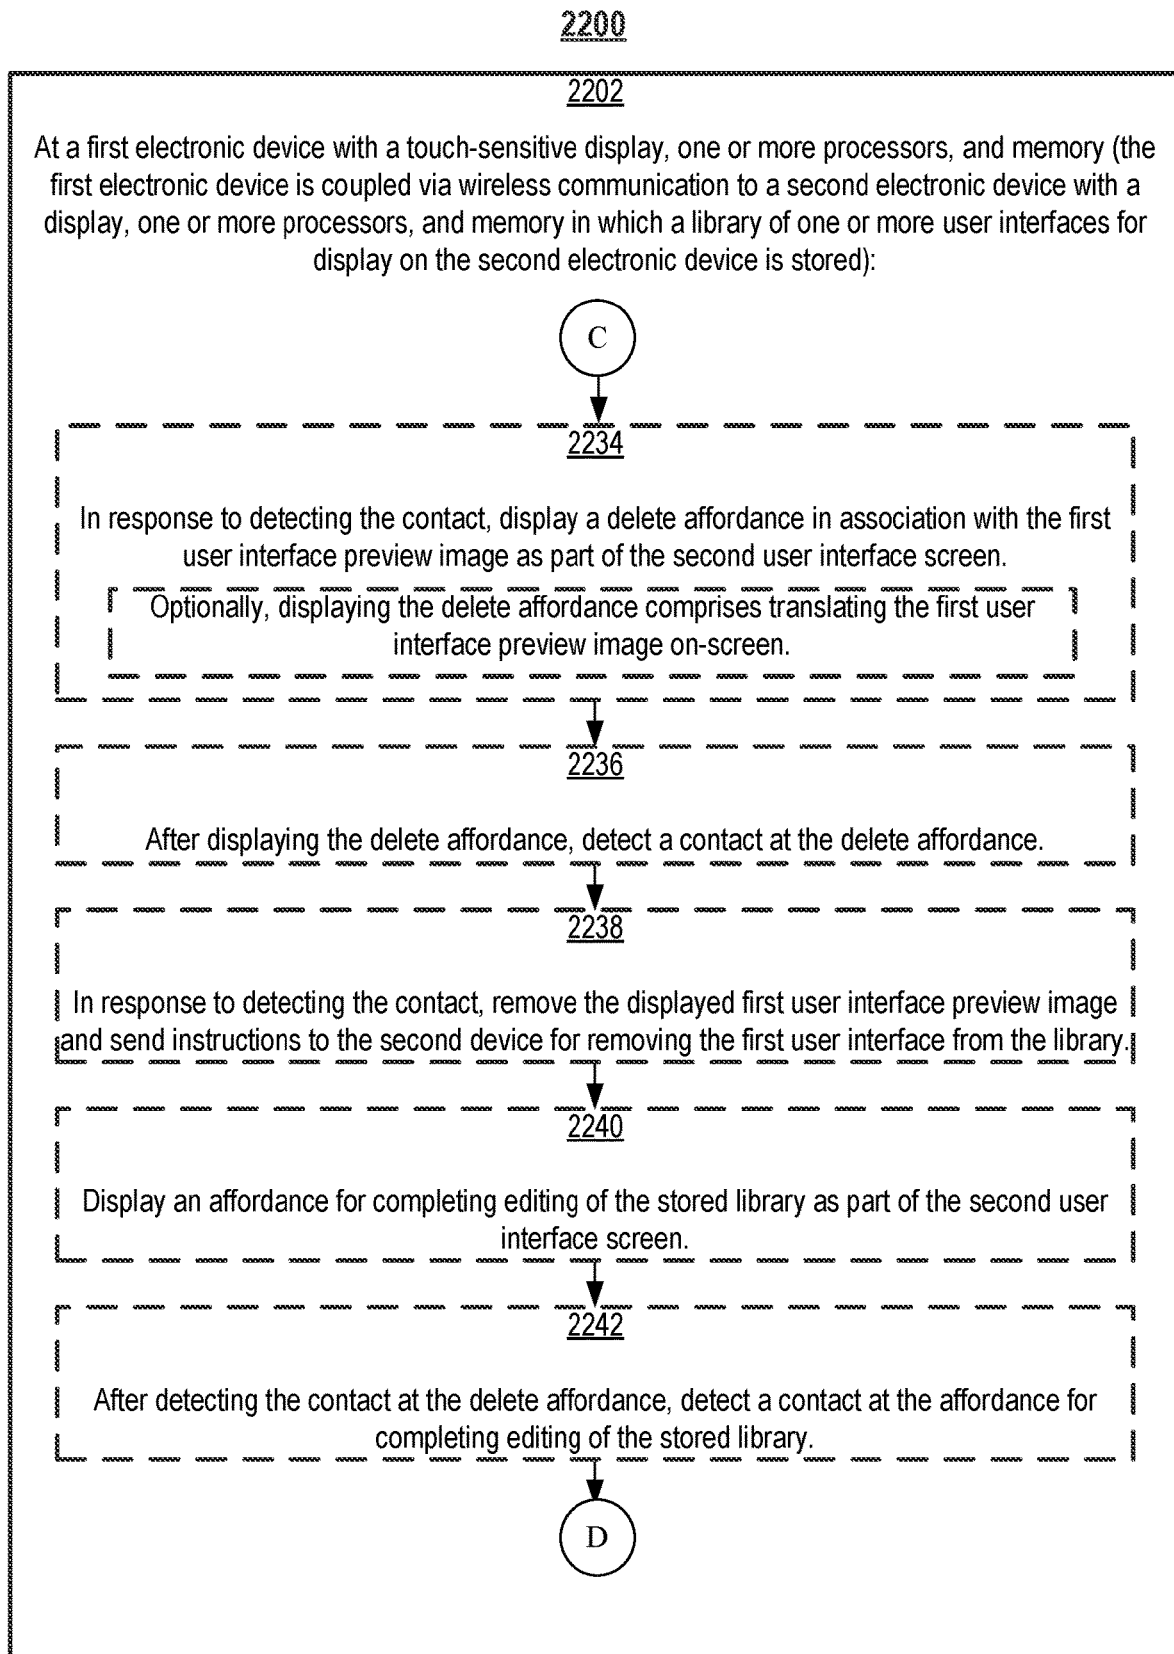 2200
2202
At a first electronic device with a touch-sensitive display, one or more processors, and memory (the
first electronic device is coupled via wireless communication to a second electronic device with a
display, one or more processors, and memory in which a library of one or more user interfaces for
display on the second electronic device is stored):
C
2234
In response to detecting the contact, display a delete affordance in association with the first
user interface preview image as part of the second user interface screen.
Optionally, displaying the delete affordance comprises translating the first user
interface preview image on-screen.
2236
After displaying the delete affordance, detect a contact at the delete affordance.
2238
In response to detecting the contact, remove the displayed first user interface preview image
and send instructions to the second device for removing the first user interface from the library.
2240
Display an affordance for completing editing of the stored library as part of the second user
interface screen.
2242
After detecting the contact at the delete affordance, detect a contact at the affordance for
completing editing of the stored library.
D